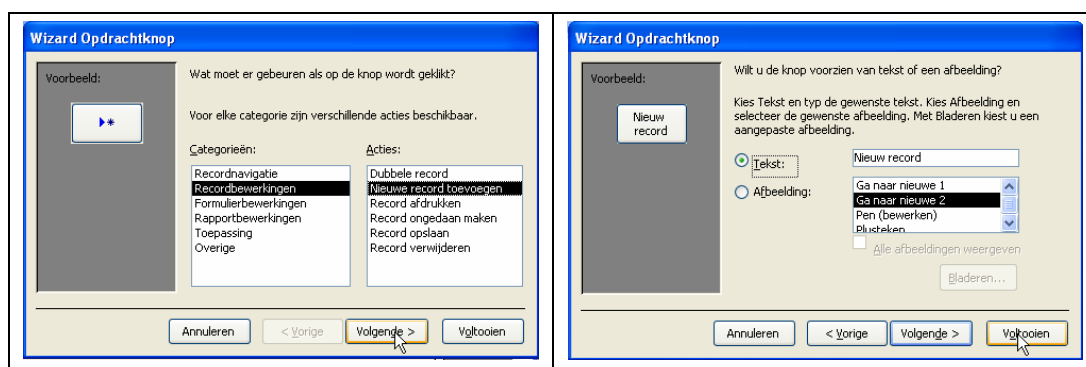 Wizard Opdrachtknop
Voorbeeld:
Wat moet er gebeuren als op de knop wordt geklikt?
Voor elke categorie zijn verschillende acties beschikbaar.
Categorieën:
Recordnavigatie
Recordbewerkingen
Formulierbewerkingen
Rapportbewerkingen
Toepassing
Overige
Acties:
Dubbele record
Nieuwe record toevoegen
Record afdrukken
Record ongedaan maken
Record opslaan
Record verwijderen
Annuleren
< Vorige
Volgende >
Voltooien
Wizard Opdrachtknop
Voorbeeld:
Nieuw
record
Wilt u de knop voorzien van tekst of een afbeelding?
Kies Tekst en typ de gewenste tekst. Kies Afbeelding en
selecteer de gewenste afbeelding. Met Bladeren kiest u een
aangepaste afbeelding.
Tekst:
Nieuw record
Afbeelding:
Ga naar nieuwe 1
Ga naar nieuwe 2
Pen (bewerken)
Plusteken
Alle afbeeldingen weergeven
Bladeren...
Annuleren
< Vorige
Volgende >
Voltooien